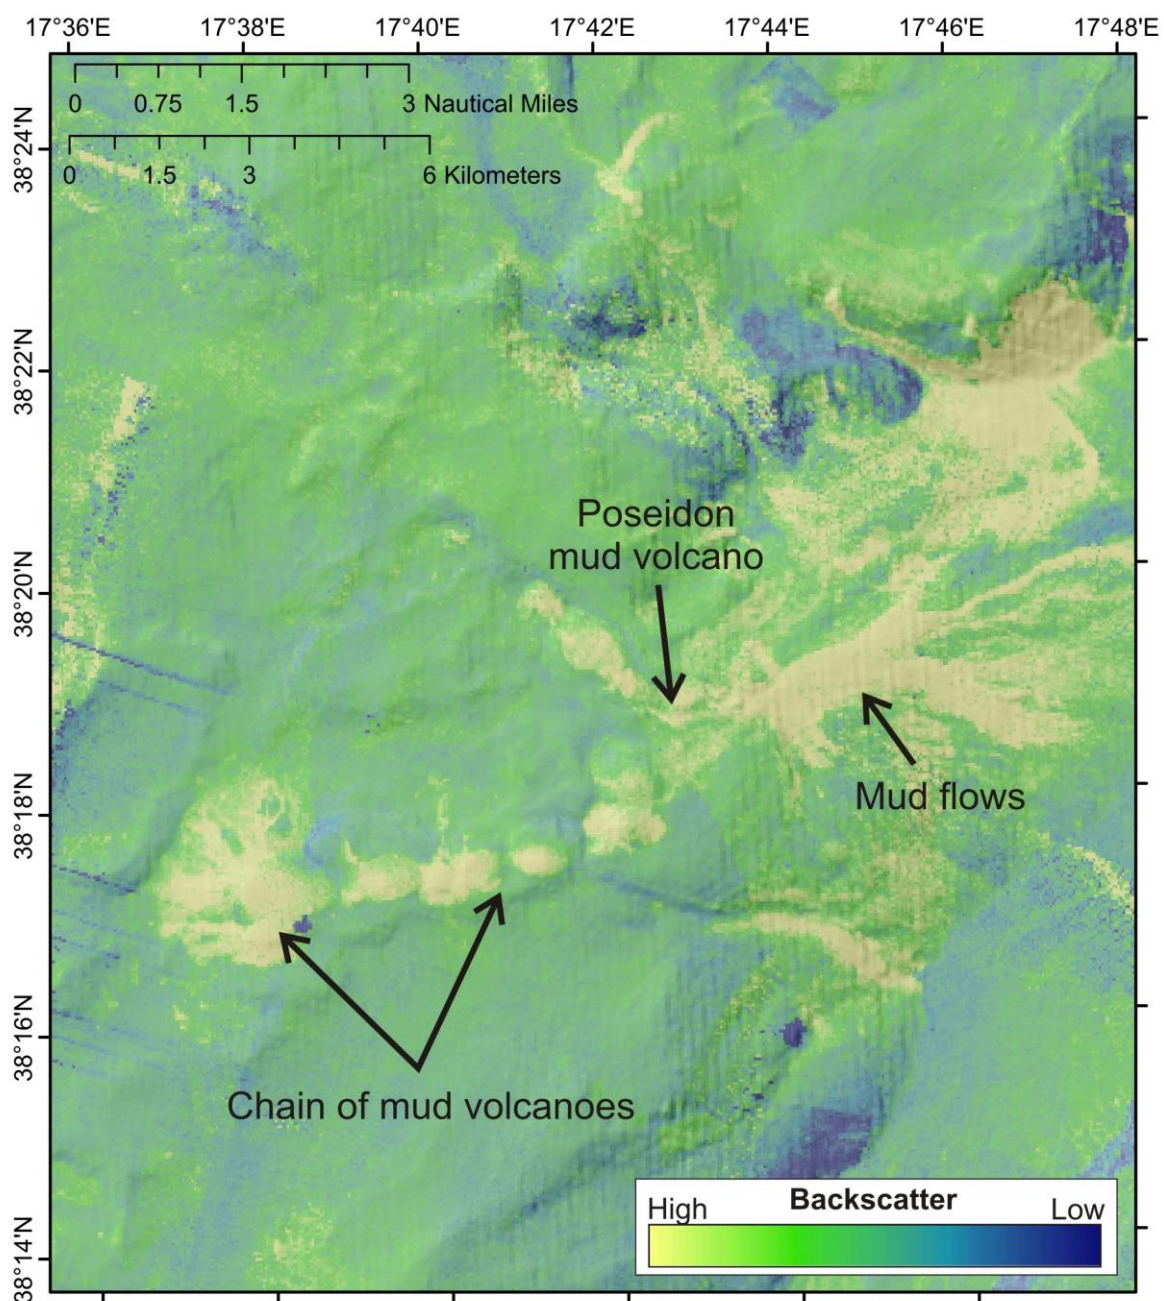 17°36'E 17°38'E 17°40'E 17°42'E 17°44'E 17°46'E 17°48'E
0 0.75 1.5 3 Nautical Miles
0 1.5 3 6 Kilometers
38°24'N
38°22'N
38°20'N
38°18'N
38°16'N
38°14'N
Poseidon
mud volcano
Mud flows
Chain of mud volcanoes
Backscatter
High Low